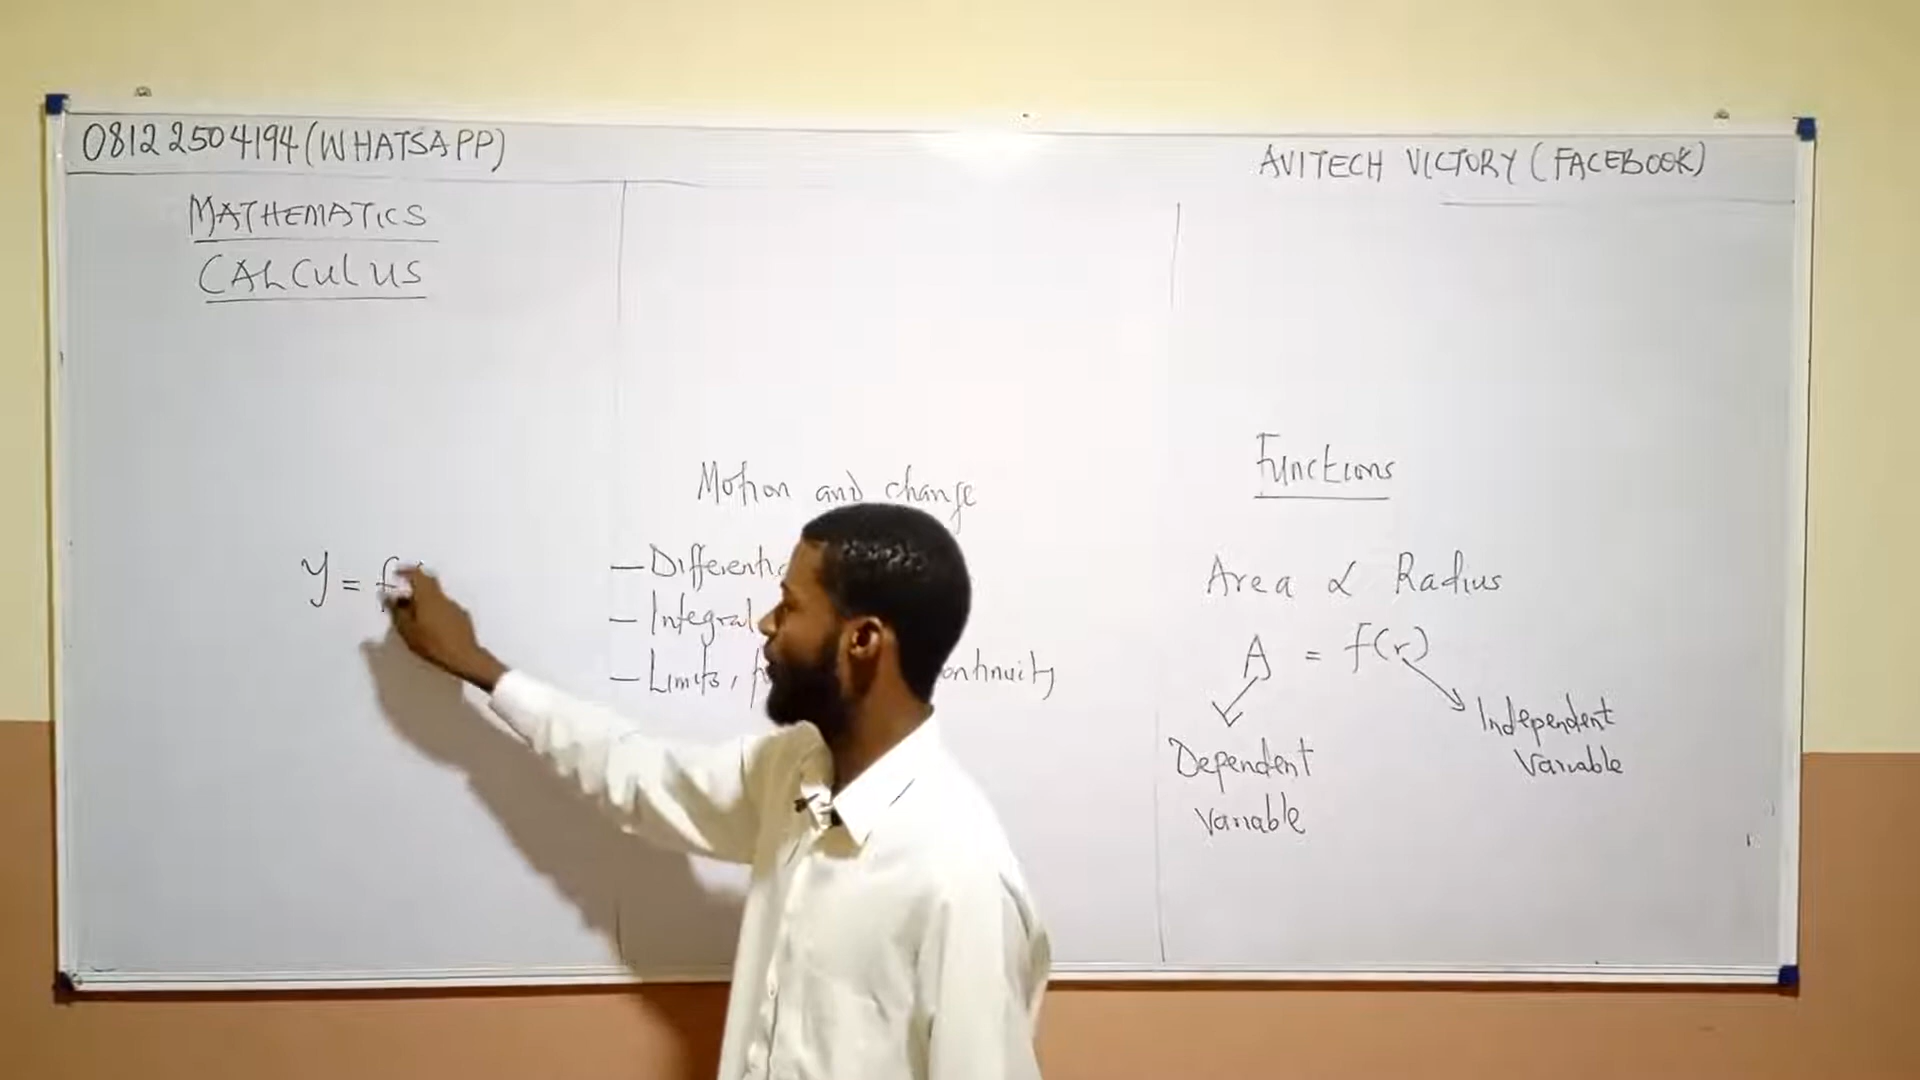 08122504194 (WHATSAPP)
AVITECH VICTORY (FACEBOOK)
MATHEMATICS
CALCULUS
y = f
Motion and change
— Differentia
— Integral
— Limits, ontinuity
Functions
Area α Radius
A = f(r)
Dependent
Variable
Independent
Variable